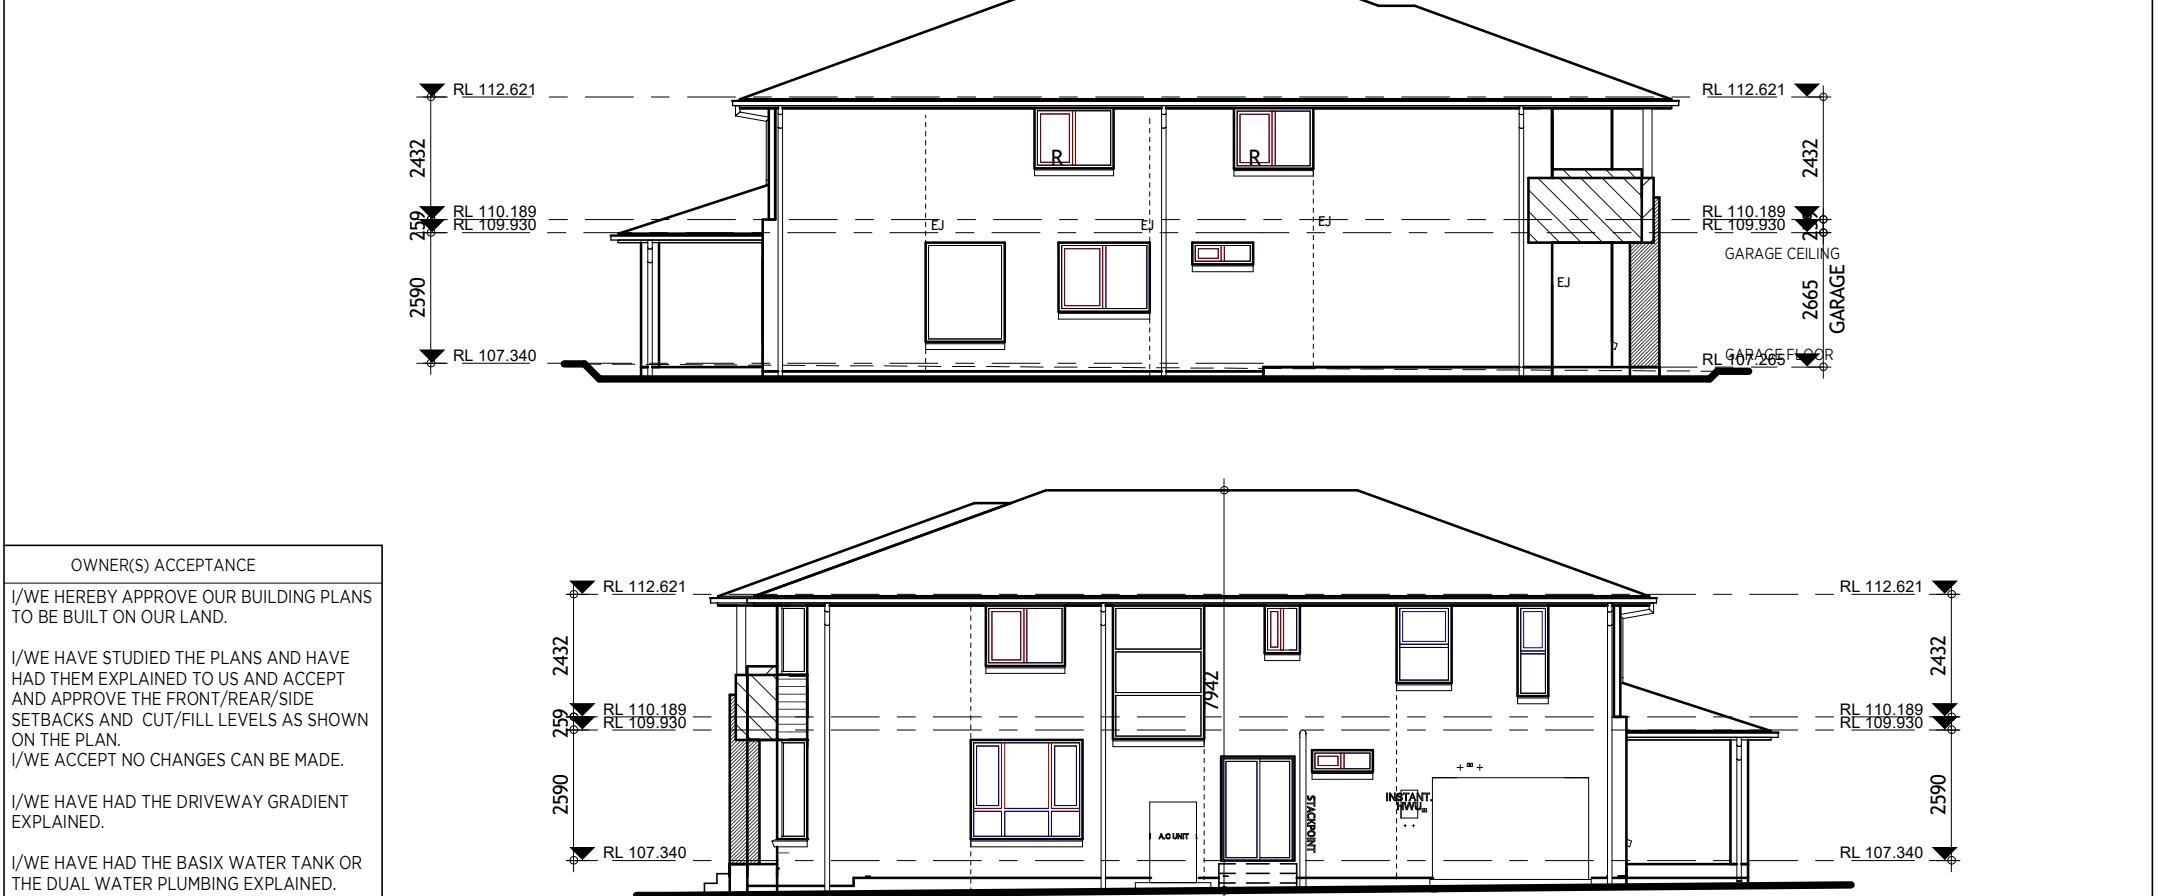 RL 112.621
RL 112.621
2432
2432
R
R
RL 110.189
RL 109.930
259
RL 110.189
RL 109.930
259
EJ
EJ
EJ
GARAGE CEILING
EJ
2590
2665
GARAGE
RL 107.340
GARAGE FLOOR
RL 107.265
OWNER(S) ACCEPTANCE
I/WE HEREBY APPROVE OUR BUILDING PLANS
TO BE BUILT ON OUR LAND.
I/WE HAVE STUDIED THE PLANS AND HAVE
HAD THEM EXPLAINED TO US AND ACCEPT
AND APPROVE THE FRONT/REAR/SIDE
SETBACKS AND  CUT/FILL LEVELS AS SHOWN
ON THE PLAN.
I/WE ACCEPT NO CHANGES CAN BE MADE.
I/WE HAVE HAD THE DRIVEWAY GRADIENT
EXPLAINED.
I/WE HAVE HAD THE BASIX WATER TANK OR
THE DUAL WATER PLUMBING EXPLAINED.
RL 112.621
RL 112.621
2432
2432
7942
RL 110.189
RL 109.930
259
RL 110.189
RL 109.930
2590
2590
A.C UNIT
STACKPOINT
INSTANT.
HWU
RL 107.340
RL 107.340